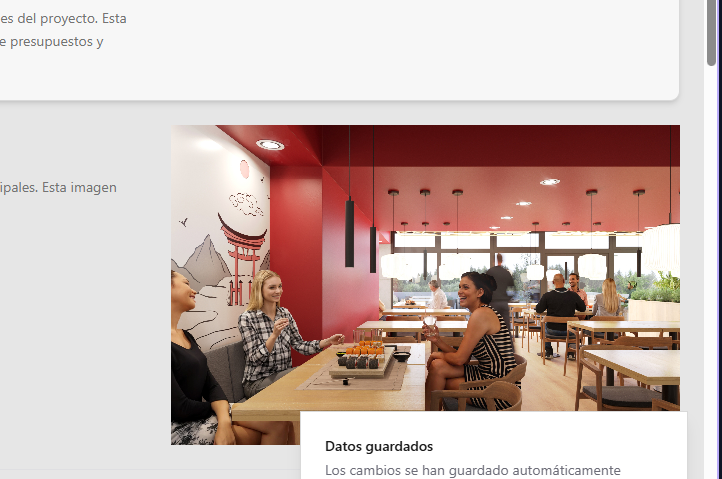 es del proyecto. Esta
e presupuestos y
ipales. Esta imagen
Datos guardados
Los cambios se han guardado automáticamente